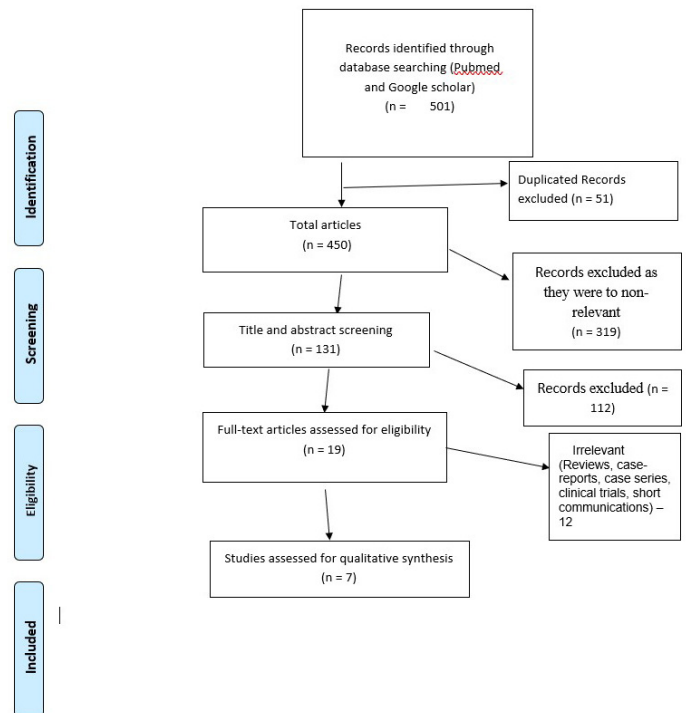 Records identified through
database searching (Pubmed
and Google scholar)
(n = 501)
Identification
Duplicated Records
excluded (n = 51)
Total articles
(n = 450)
Records excluded as
they were to non-
relevant
(n = 319)
Screening
Title and abstract screening
(n = 131)
Records excluded (n =
112)
Full-text articles assessed for eligibility
(n = 19)
Eligibility
Irrelevant
(Reviews, case-
reports, case series,
clinical trials, short
communications) –
12
Studies assessed for qualitative synthesis
(n = 7)
Included